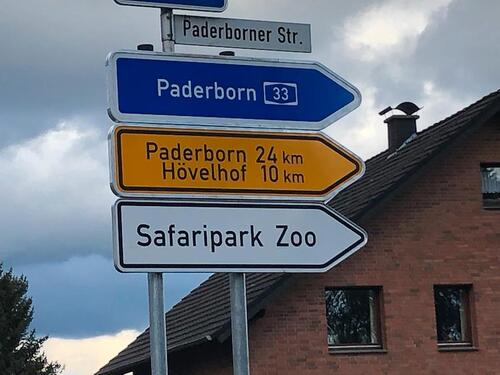 Paderborner Str.
Paderborn 33
Paderborn 24 km
Hövelhof 10 km
Safaripark Zoo